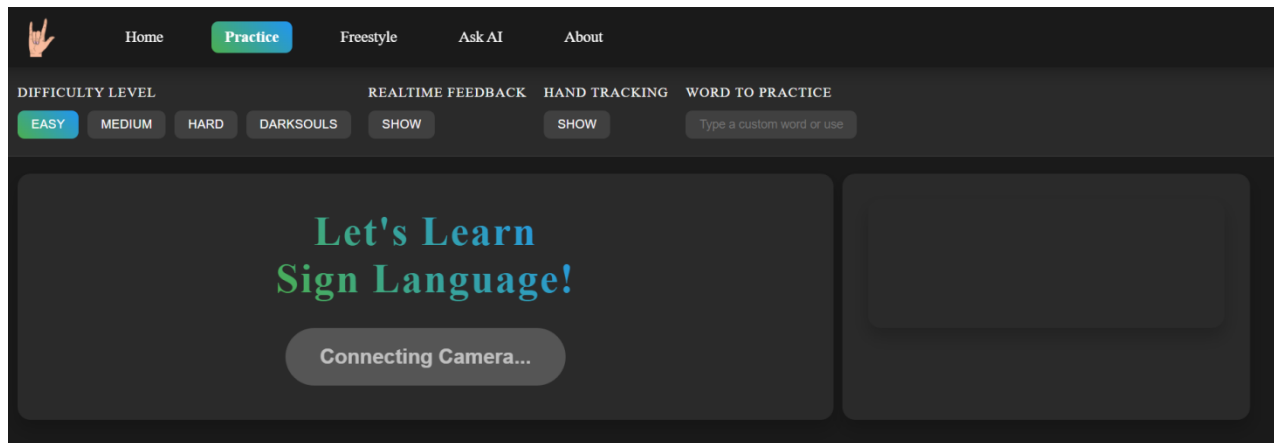 Home Practice Freestyle Ask AI About
DIFFICULTY LEVEL REALTIME FEEDBACK HAND TRACKING WORD TO PRACTICE
EASY MEDIUM HARD DARKSOULS SHOW SHOW Type a custom word or use
Let's Learn
Sign Language!
Connecting Camera...